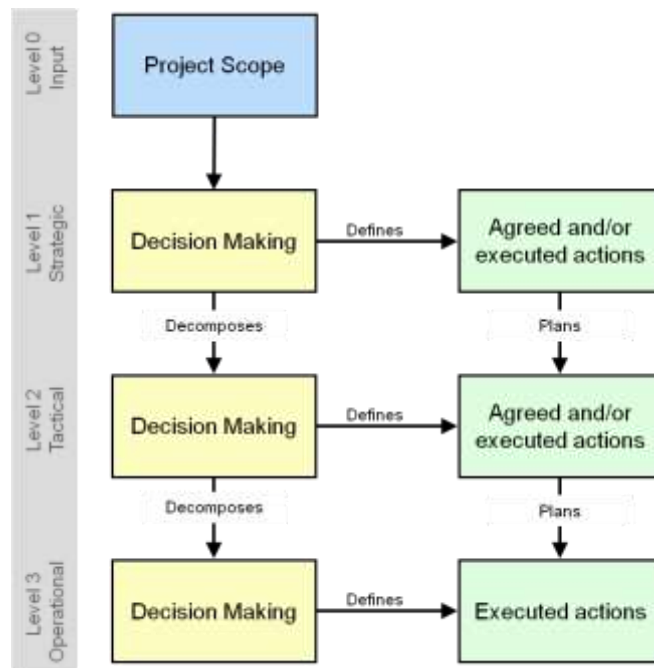 Level 0
Input
Project Scope
Level 1
Strategic
Decision Making
Defines
Agreed and/or
executed actions
Decomposes
Plans
Level 2
Tactical
Decision Making
Defines
Agreed and/or
executed actions
Decomposes
Plans
Level 3
Operational
Decision Making
Defines
Executed actions